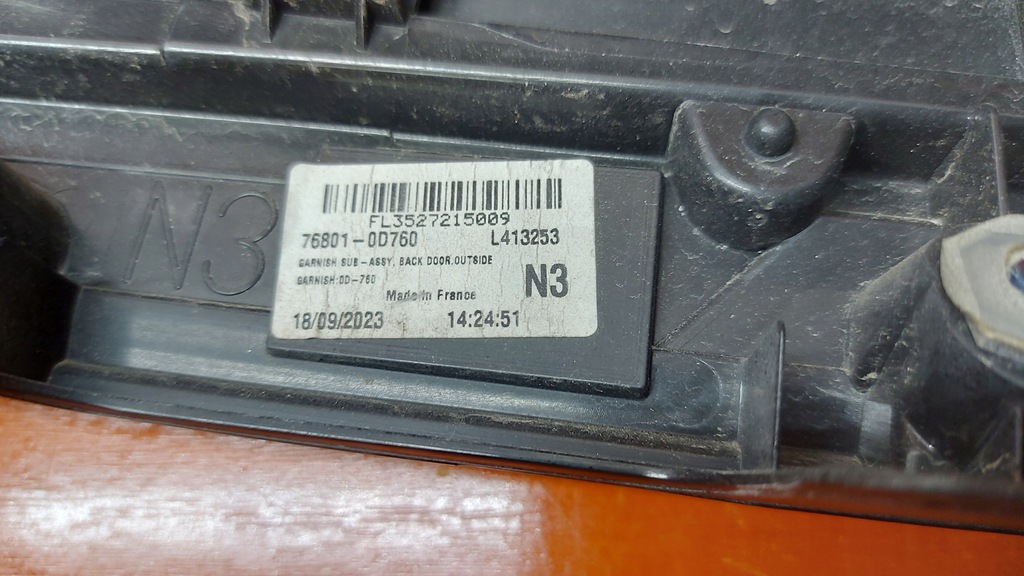 N3
FL3527215009
76801-0D760 L413253
GARNISH SUB-ASSY, BACK DOOR,OUTSIDE
GARNISH:0D-760 N3
Made in France
18/09/2023 14:24:51